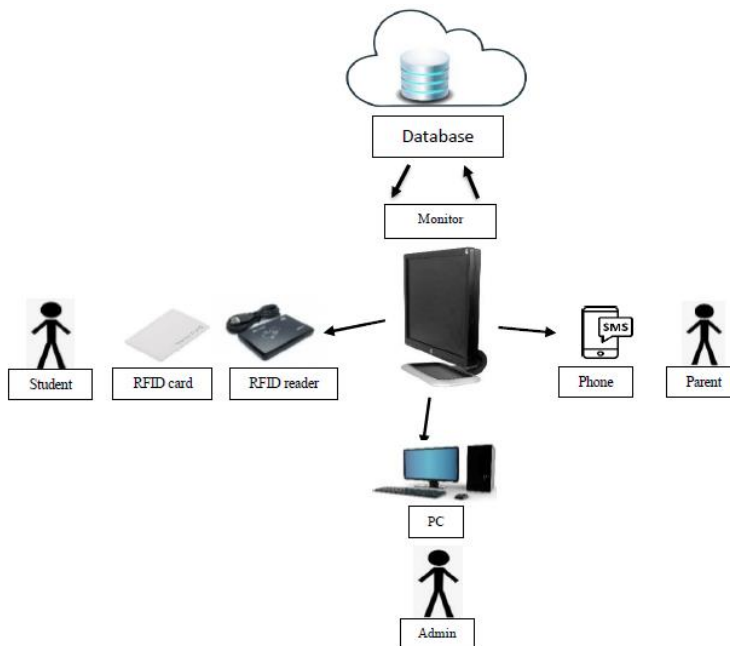 Database
Monitor
SMS
Student
RFID card
RFID reader
Phone
Parent
PC
Admin